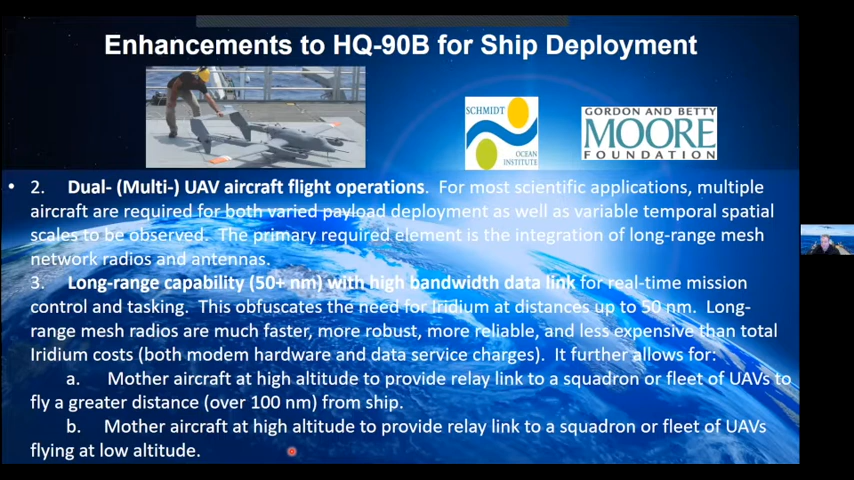 Enhancements to HQ-90B for Ship Deployment
SCHMIDT
OCEAN
INSTITUTE
GORDON AND BETTY
MOORE
FOUNDATION
• 2. Dual- (Multi-) UAV aircraft flight operations. For most scientific applications, multiple
aircraft are required for both varied payload deployment as well as variable temporal spatial
scales to be observed. The primary required element is the integration of long-range mesh
network radios and antennas.
3. Long-range capability (50+ nm) with high bandwidth data link for real-time mission
control and tasking. This obfuscates the need for Iridium at distances up to 50 nm. Long-
range mesh radios are much faster, more robust, more reliable, and less expensive than total
Iridium costs (both modem hardware and data service charges). It further allows for:
a. Mother aircraft at high altitude to provide relay link to a squadron or fleet of UAVs to
fly a greater distance (over 100 nm) from ship.
b. Mother aircraft at high altitude to provide relay link to a squadron or fleet of UAVs
flying at low altitude.